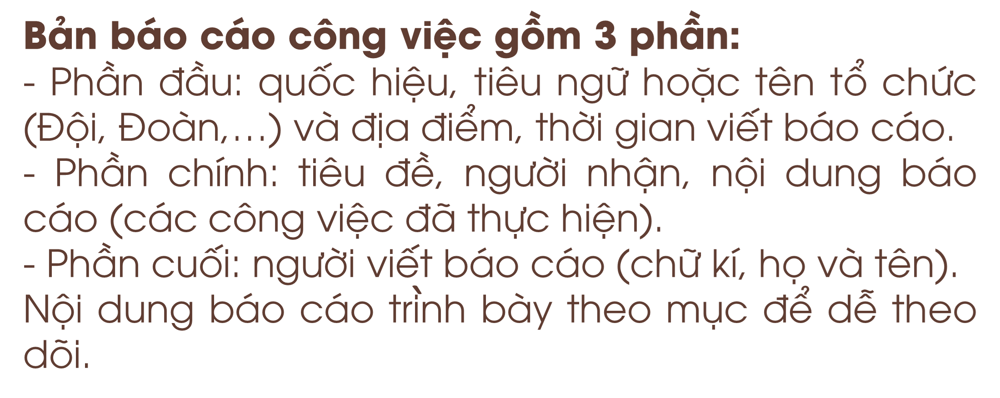 Bản báo cáo công việc gồm 3 phần:
- Phần đầu: quốc hiệu, tiêu ngữ hoặc tên tổ chức
(Đội, Đoàn,...) và địa điểm, thời gian viết báo cáo.
- Phần chính: tiêu đề, người nhận, nội dung báo
cáo (các công việc đã thực hiện).
- Phần cuối: người viết báo cáo (chữ kí, họ và tên).
Nội dung báo cáo trình bày theo mục để dễ theo
dõi.